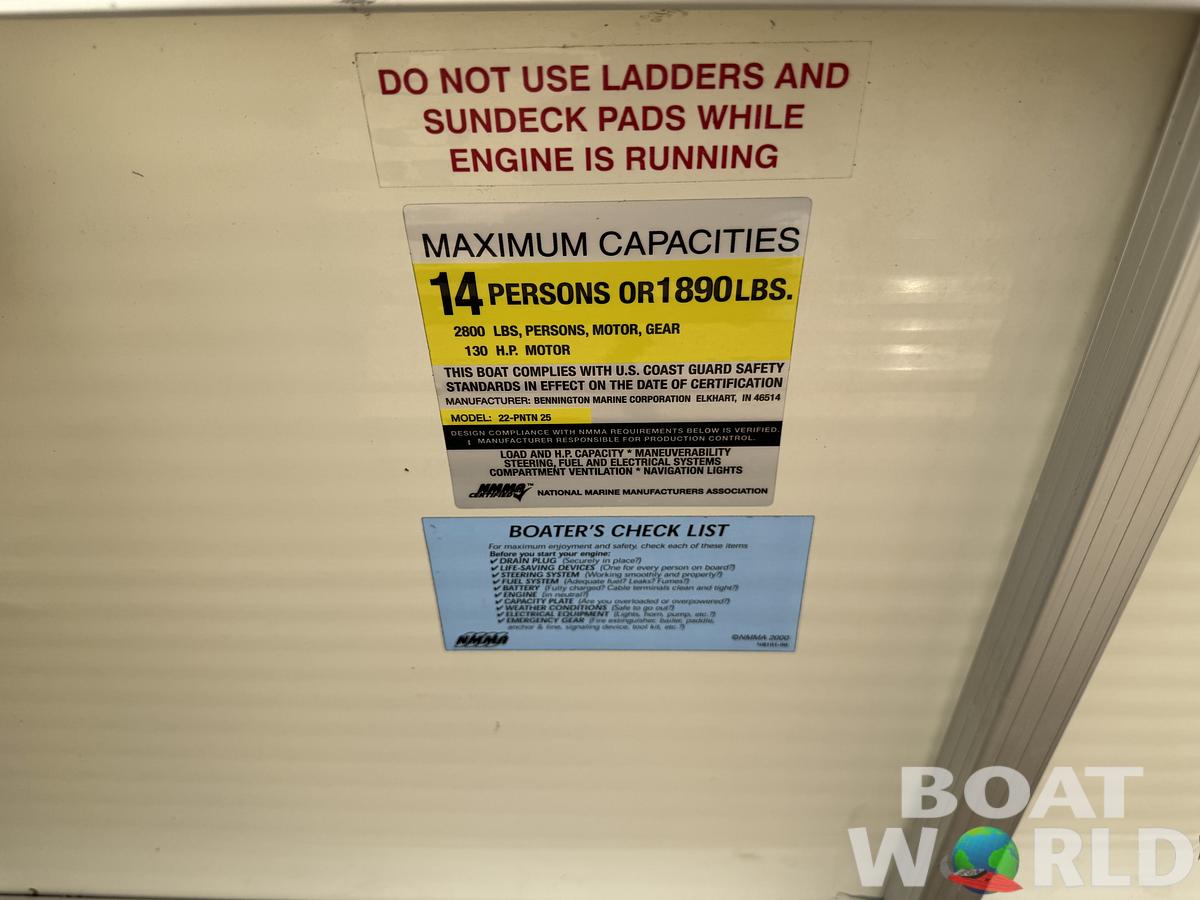 DO NOT USE LADDERS AND
SUNDECK PADS WHILE
ENGINE IS RUNNING
MAXIMUM CAPACITIES
14 PERSONS OR 1890 LBS.
2800 LBS, PERSONS, MOTOR, GEAR
130 H.P. MOTOR
THIS BOAT COMPLIES WITH U.S. COAST GUARD SAFETY
STANDARDS IN EFFECT ON THE DATE OF CERTIFICATION
MANUFACTURER: BENNINGTON MARINE CORPORATION ELKHART, IN 46514
MODEL: 22-PNTN 25
DESIGN COMPLIANCE WITH NMMA REQUIREMENTS BELOW IS VERIFIED.
MANUFACTURER RESPONSIBLE FOR PRODUCTION CONTROL.
LOAD AND H.P. CAPACITY * MANEUVERABILITY
STEERING, FUEL AND ELECTRICAL SYSTEMS
COMPARTMENT VENTILATION * NAVIGATION LIGHTS
NMMA CERTIFIED ™ NATIONAL MARINE MANUFACTURERS ASSOCIATION
BOATER'S CHECK LIST
For maximum enjoyment and safety, check each of these items
Before you start your engine:
✔ DRAIN PLUG (Securely in place?)
✔ LIFE-SAVING DEVICES (One for every person on board?)
✔ STEERING SYSTEM (Working smoothly and properly?)
✔ FUEL SYSTEM (Adequate fuel? Leaks? Fumes?)
✔ BATTERY (Fully charged? Cable terminals clean and tight?)
✔ ENGINE (In neutral?)
✔ CAPACITY PLATE (Are you overloaded or overpowered?)
✔ WEATHER CONDITIONS (Safe to go out?)
✔ ELECTRICAL EQUIPMENT (Lights, horn, pump, etc.?)
✔ EMERGENCY GEAR (Fire extinguisher, bailer, paddle,
anchor & line, signaling device, tool kit, etc.?)
NMMA ©NMMA 2000
BOAT
WORLD